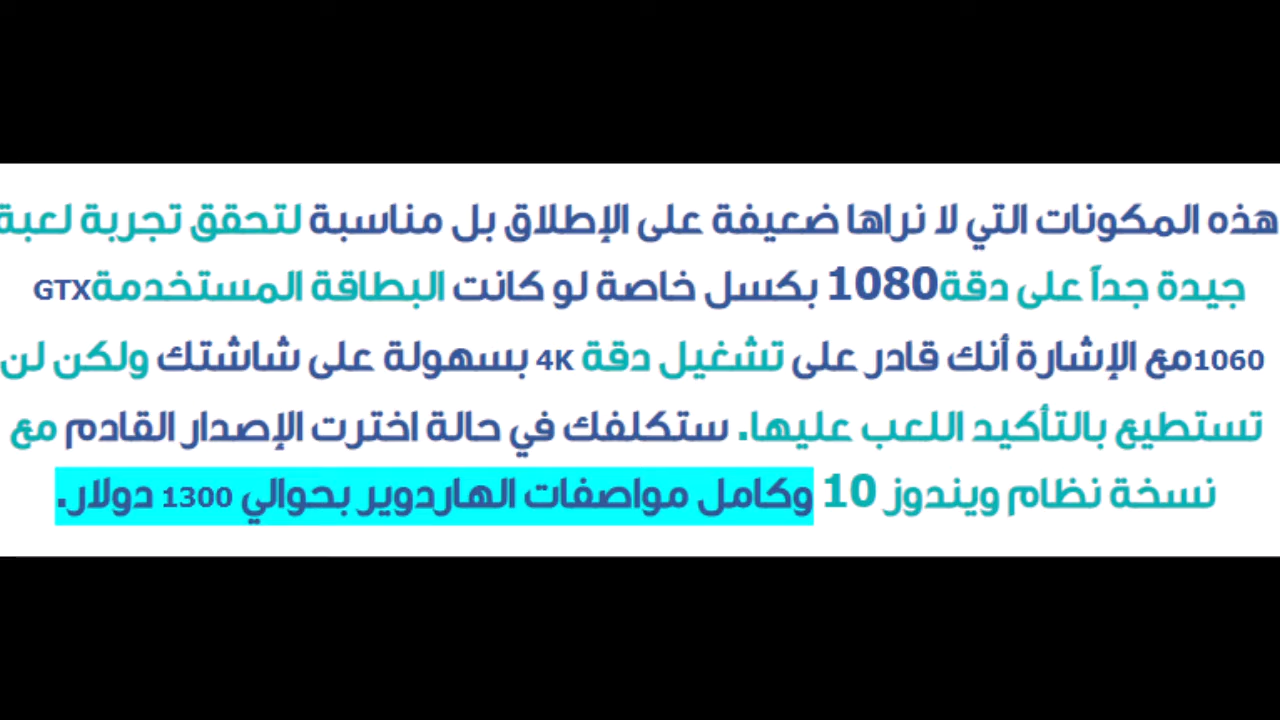 هذه المكونات التي لا نراها ضعيفة على الإطلاق بل مناسبة لتحقق تجربة لعبة
جيدة جداً على دقة1080 بكسل خاصة لو كانت البطاقة المستخدمةGTX
1060مع الإشارة أنك قادر على تشغيل دقة 4K بسهولة على شاشتك ولكن لن
تستطيع بالتأكيد اللعب عليها. ستكلفك في حالة اخترت الإصدار القادم مع
نسخة نظام ويندوز 10 وكامل مواصفات الهاردوير بحوالي 1300 دولار.